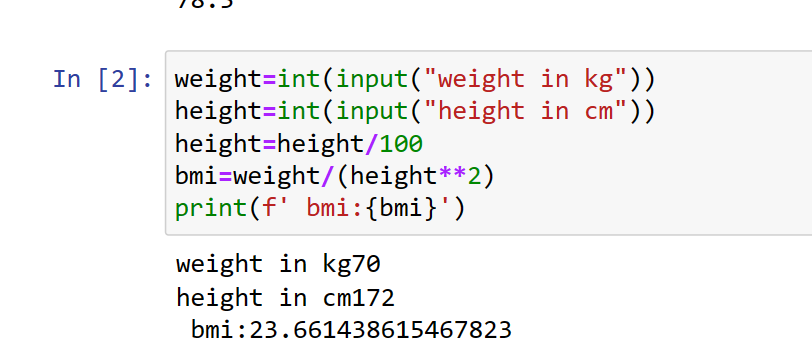 78.5
In [2]:
weight=int(input("weight in kg"))
height=int(input("height in cm"))
height=height/100
bmi=weight/(height**2)
print(f' bmi:{bmi}')
weight in kg70
height in cm172
 bmi:23.661438615467823